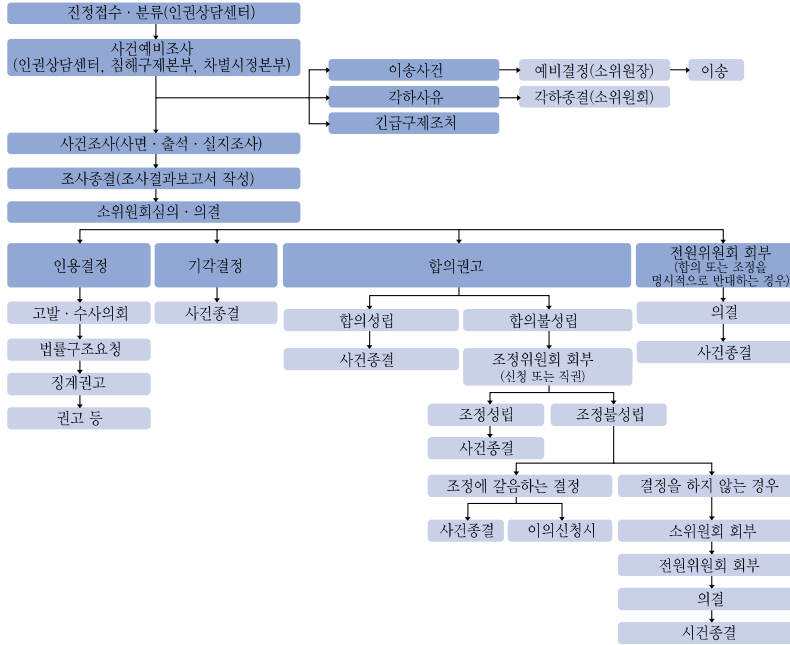 진정접수 · 분류(인권상담센터)
사건예비조사
(인권상담센터, 침해구제본부, 차별시정본부)
이송사건
예비결정(소위원장)
이송
각하사유
각하종결(소위원회)
긴급구제조처
사건조사(사면 · 출석 · 실지조사)
조사종결(조사결과보고서 작성)
소위원회심의 · 의결
인용결정
기각결정
합의권고
전원위원회 회부
(합의 또는 조정을
명시적으로 반대하는 경우)
고발 · 수사의회
사건종결
합의성립
합의불성립
의결
법률구조요청
사건종결
조정위원회 회부
(신청 또는 직권)
사건종결
징계권고
권고 등
조정성립
조정불성립
사건종결
조정에 갈음하는 결정
결정을 하지 않는 경우
사건종결
이의신청시
소위원회 회부
전원위원회 회부
의결
시건종결